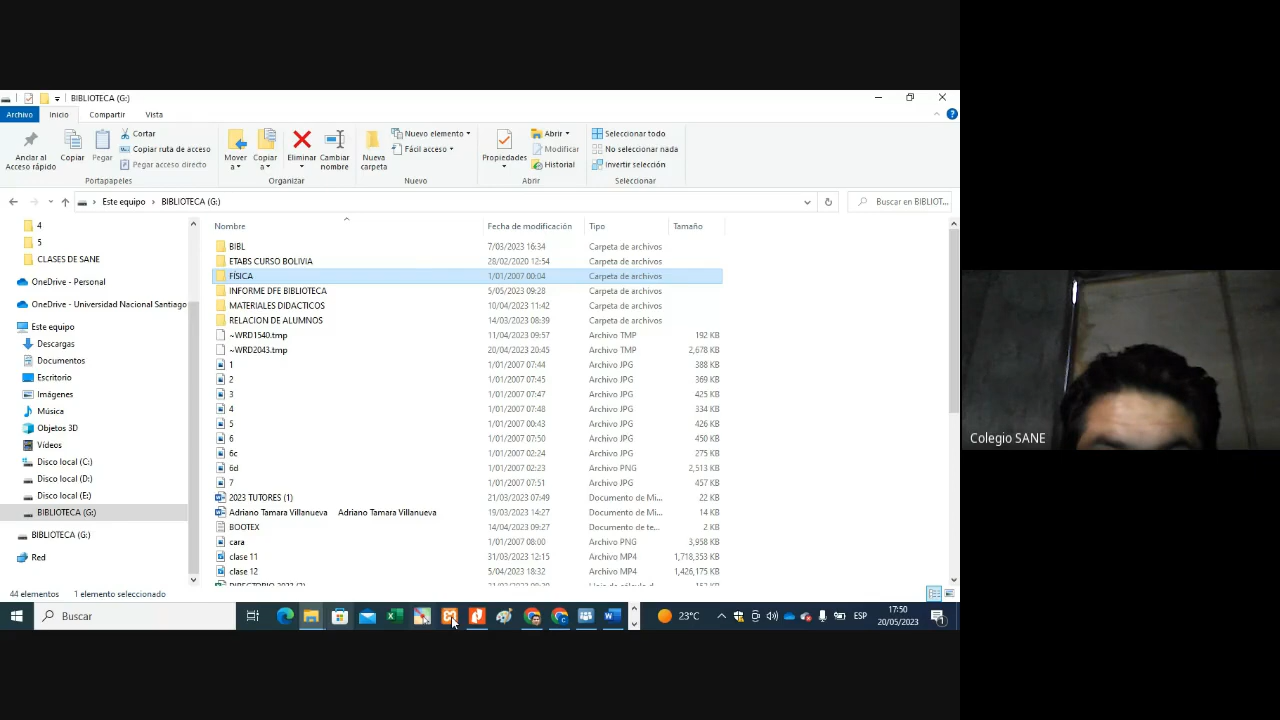 BIBLIOTECA (G:)
Archivo Inicio Compartir Vista
Anclar al Acceso rápido
Copiar
Pegar
Cortar
Copiar ruta de acceso
Pegar acceso directo
Portapapeles
Mover a
Copiar a
Eliminar
Cambiar nombre
Organizar
Nueva carpeta
Nuevo elemento
Fácil acceso
Nuevo
Propiedades
Abrir
Modificar
Historial
Abrir
Seleccionar todo
No seleccionar nada
Invertir selección
Seleccionar
Este equipo BIBLIOTECA (G:)
Buscar en BIBLIOT...
4
5
CLASES DE SANE
OneDrive - Personal
OneDrive - Universidad Nacional Santiago
Este equipo
Descargas
Documentos
Escritorio
Imágenes
Música
Objetos 3D
Vídeos
Disco local (C:)
Disco local (D:)
Disco local (E:)
BIBLIOTECA (G:)
BIBLIOTECA (G:)
Red
Nombre Fecha de modificación Tipo Tamaño
BIBL 7/03/2023 16:34 Carpeta de archivos
ETABS CURSO BOLIVIA 28/02/2020 12:54 Carpeta de archivos
FÍSICA 1/01/2007 00:04 Carpeta de archivos
INFORME DFE BIBLIOTECA 5/05/2023 09:28 Carpeta de archivos
MATERIALES DIDACTICOS 10/04/2023 11:42 Carpeta de archivos
RELACION DE ALUMNOS 14/03/2023 08:39 Carpeta de archivos
~WRD1540.tmp 11/04/2023 09:57 Archivo TMP 192 KB
~WRD2043.tmp 20/04/2023 20:45 Archivo TMP 2,678 KB
1 1/01/2007 07:44 Archivo JPG 388 KB
2 1/01/2007 07:45 Archivo JPG 369 KB
3 1/01/2007 07:47 Archivo JPG 425 KB
4 1/01/2007 07:48 Archivo JPG 334 KB
5 1/01/2007 00:43 Archivo JPG 426 KB
6 1/01/2007 07:50 Archivo JPG 450 KB
6c 1/01/2007 02:24 Archivo JPG 275 KB
6d 1/01/2007 02:23 Archivo PNG 2,513 KB
7 1/01/2007 07:51 Archivo JPG 457 KB
2023 TUTORES (1) 21/03/2023 07:49 Documento de Mi... 22 KB
Adriano Tamara Villanueva Adriano Tamara Villanueva 19/03/2023 14:27 Documento de Mi... 14 KB
BOOTEX 14/04/2023 09:27 Documento de te... 2 KB
cara 1/01/2007 08:00 Archivo PNG 3,958 KB
clase 11 31/03/2023 12:15 Archivo MP4 1,718,353 KB
clase 12 5/04/2023 18:32 Archivo MP4 1,426,175 KB
44 elementos 1 elemento seleccionado
Buscar
23°C
ESP
17:50
20/05/2023
Colegio SANE